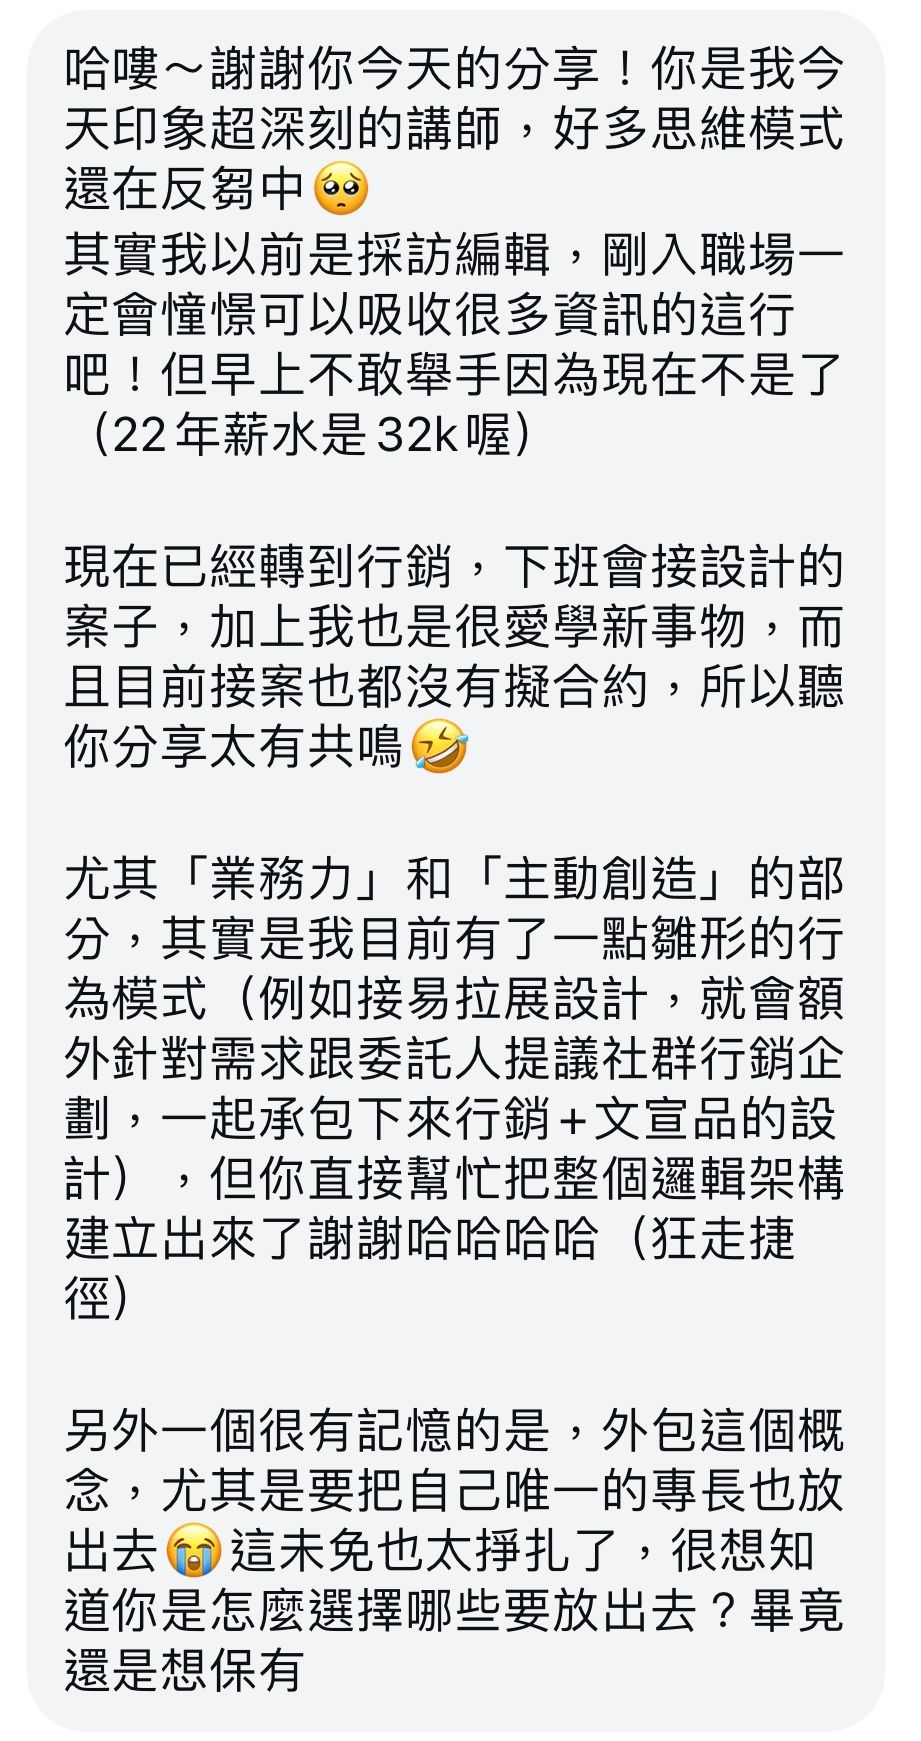 哈嘍～謝謝你今天的分享！你是我今
天印象超深刻的講師，好多思維模式
還在反芻中🥺
其實我以前是採訪編輯，剛入職場一
定會憧憬可以吸收很多資訊的這行
吧！但早上不敢舉手因為現在不是了
（22年薪水是32k喔）
現在已經轉到行銷，下班會接設計的
案子，加上我也是很愛學新事物，而
且目前接案也都沒有擬合約，所以聽
你分享太有共鳴🤣
尤其「業務力」和「主動創造」的部
分，其實是我目前有了一點雛形的行
為模式（例如接易拉展設計，就會額
外針對需求跟委託人提議社群行銷企
劃，一起承包下來行銷+文宣品的設
計），但你直接幫忙把整個邏輯架構
建立出來了謝謝哈哈哈哈（狂走捷
徑）
另外一個很有記憶的是，外包這個概
念，尤其是要把自己唯一的專長也放
出去😭這未免也太掙扎了，很想知
道你是怎麼選擇哪些要放出去？畢竟
還是想保有